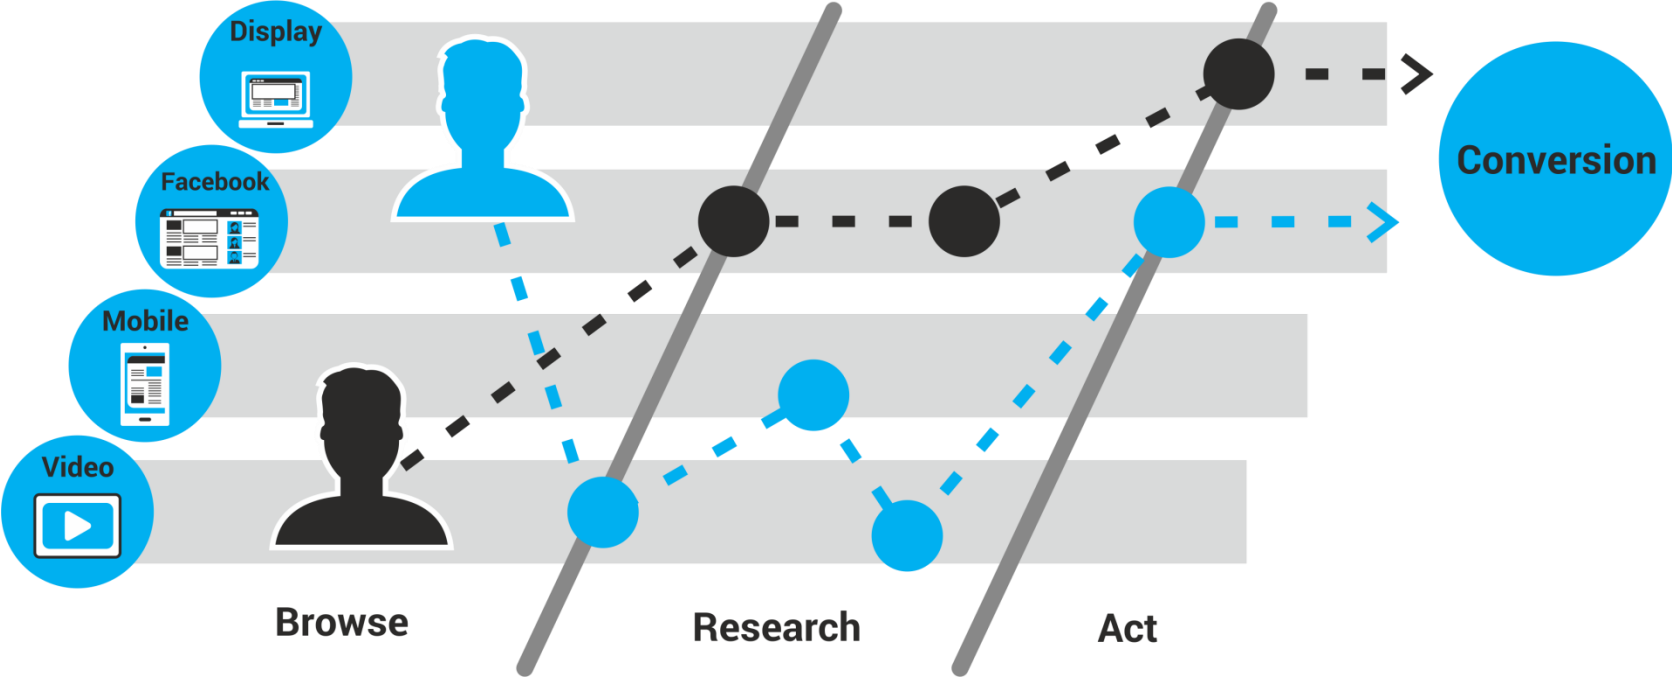 Display
Facebook
Mobile
Video
Conversion
Browse
Research
Act